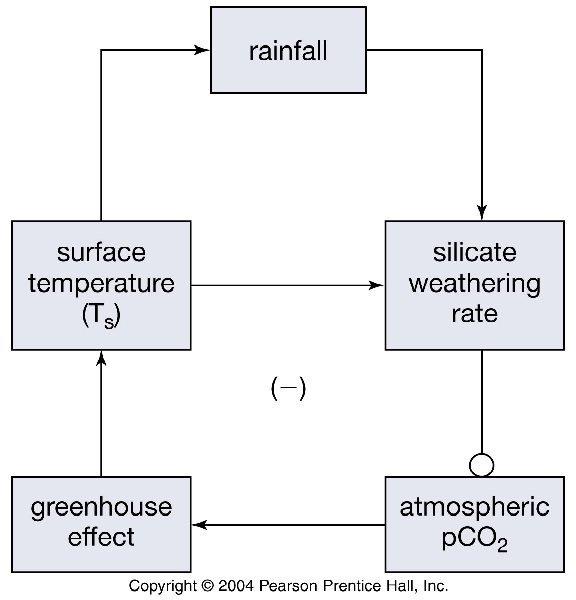 rainfall
surface
temperature
(Ts)
silicate
weathering
rate
(−)
greenhouse
effect
atmospheric
pCO2
Copyright © 2004 Pearson Prentice Hall, Inc.